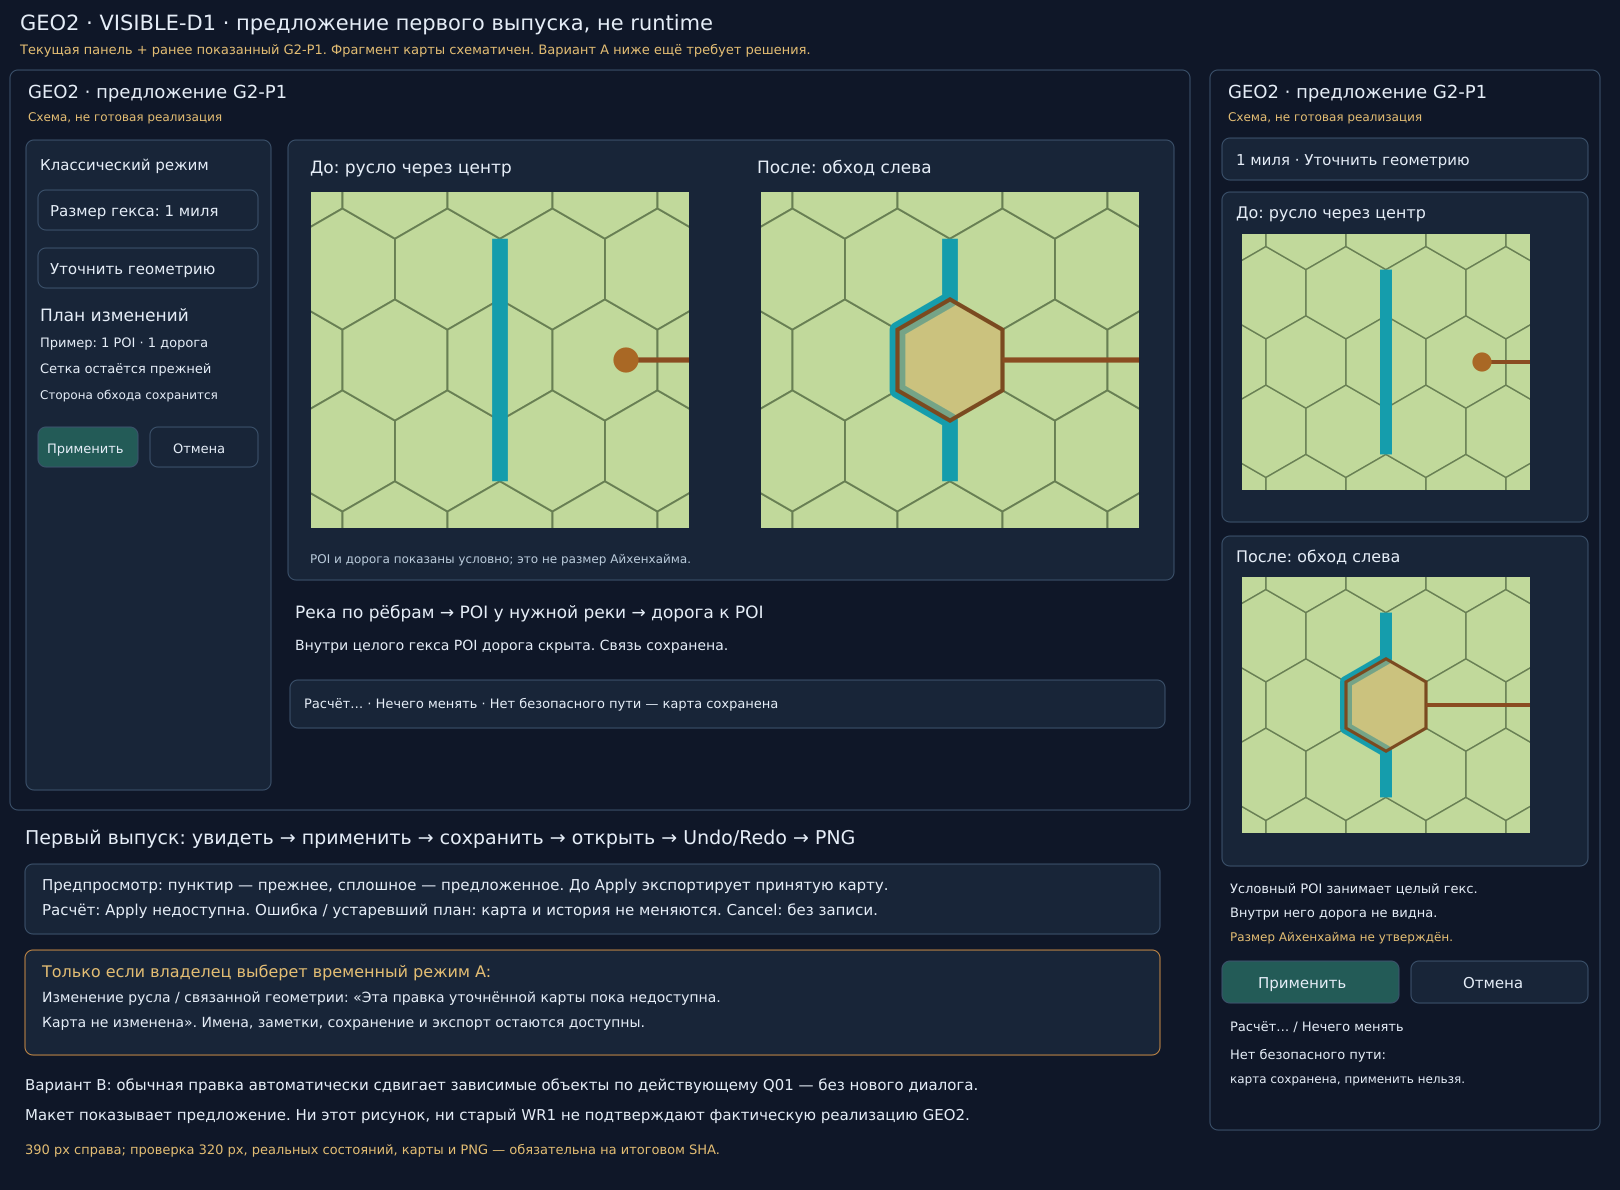 GEO2 · VISIBLE-D1 · предложение первого выпуска, не runtime
Текущая панель + ранее показанный G2-P1. Фрагмент карты схематичен. Вариант A ниже ещё требует решения.
GEO2 · предложение G2-P1
Схема, не готовая реализация
Классический режим
Размер гекса: 1 миля
Уточнить геометрию
План изменений
Пример: 1 POI · 1 дорога
Сетка остаётся прежней
Сторона обхода сохранится
Применить
Отмена
До: русло через центр
После: обход слева
POI и дорога показаны условно; это не размер Айхенхайма.
Река по рёбрам → POI у нужной реки → дорога к POI
Внутри целого гекса POI дорога скрыта. Связь сохранена.
Расчёт… · Нечего менять · Нет безопасного пути — карта сохранена
Первый выпуск: увидеть → применить → сохранить → открыть → Undo/Redo → PNG
Предпросмотр: пунктир — прежнее, сплошное — предложенное. До Apply экспортирует принятую карту.
Расчёт: Apply недоступна. Ошибка / устаревший план: карта и история не меняются. Cancel: без записи.
Только если владелец выберет временный режим A:
Изменение русла / связанной геометрии: «Эта правка уточнённой карты пока недоступна.
Карта не изменена». Имена, заметки, сохранение и экспорт остаются доступны.
Вариант B: обычная правка автоматически сдвигает зависимые объекты по действующему Q01 — без нового диалога.
Макет показывает предложение. Ни этот рисунок, ни старый WR1 не подтверждают фактическую реализацию GEO2.
390 px справа; проверка 320 px, реальных состояний, карты и PNG — обязательна на итоговом SHA.
GEO2 · предложение G2-P1
Схема, не готовая реализация
1 миля · Уточнить геометрию
До: русло через центр
После: обход слева
Условный POI занимает целый гекс.
Внутри него дорога не видна.
Размер Айхенхайма не утверждён.
Применить
Отмена
Расчёт… / Нечего менять
Нет безопасного пути:
карта сохранена, применить нельзя.